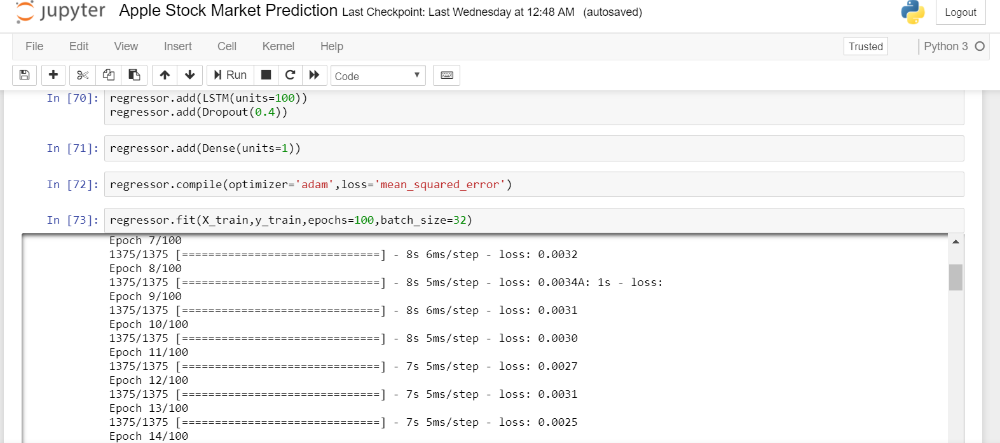 jupyter Apple Stock Market Prediction Last Checkpoint: Last Wednesday at 12:48 AM (autosaved) Logout
File Edit View Insert Cell Kernel Help Trusted Python 3
Run Code
In [70]: regressor.add(LSTM(units=100))
regressor.add(Dropout(0.4))
In [71]: regressor.add(Dense(units=1))
In [72]: regressor.compile(optimizer='adam',loss='mean_squared_error')
In [73]: regressor.fit(X_train,y_train,epochs=100,batch_size=32)
Epoch 7/100
1375/1375 [==============================] - 8s 6ms/step - loss: 0.0032
Epoch 8/100
1375/1375 [==============================] - 8s 5ms/step - loss: 0.0034A: 1s - loss:
Epoch 9/100
1375/1375 [==============================] - 8s 6ms/step - loss: 0.0031
Epoch 10/100
1375/1375 [==============================] - 8s 5ms/step - loss: 0.0030
Epoch 11/100
1375/1375 [==============================] - 7s 5ms/step - loss: 0.0027
Epoch 12/100
1375/1375 [==============================] - 7s 5ms/step - loss: 0.0031
Epoch 13/100
1375/1375 [==============================] - 7s 5ms/step - loss: 0.0025
Epoch 14/100